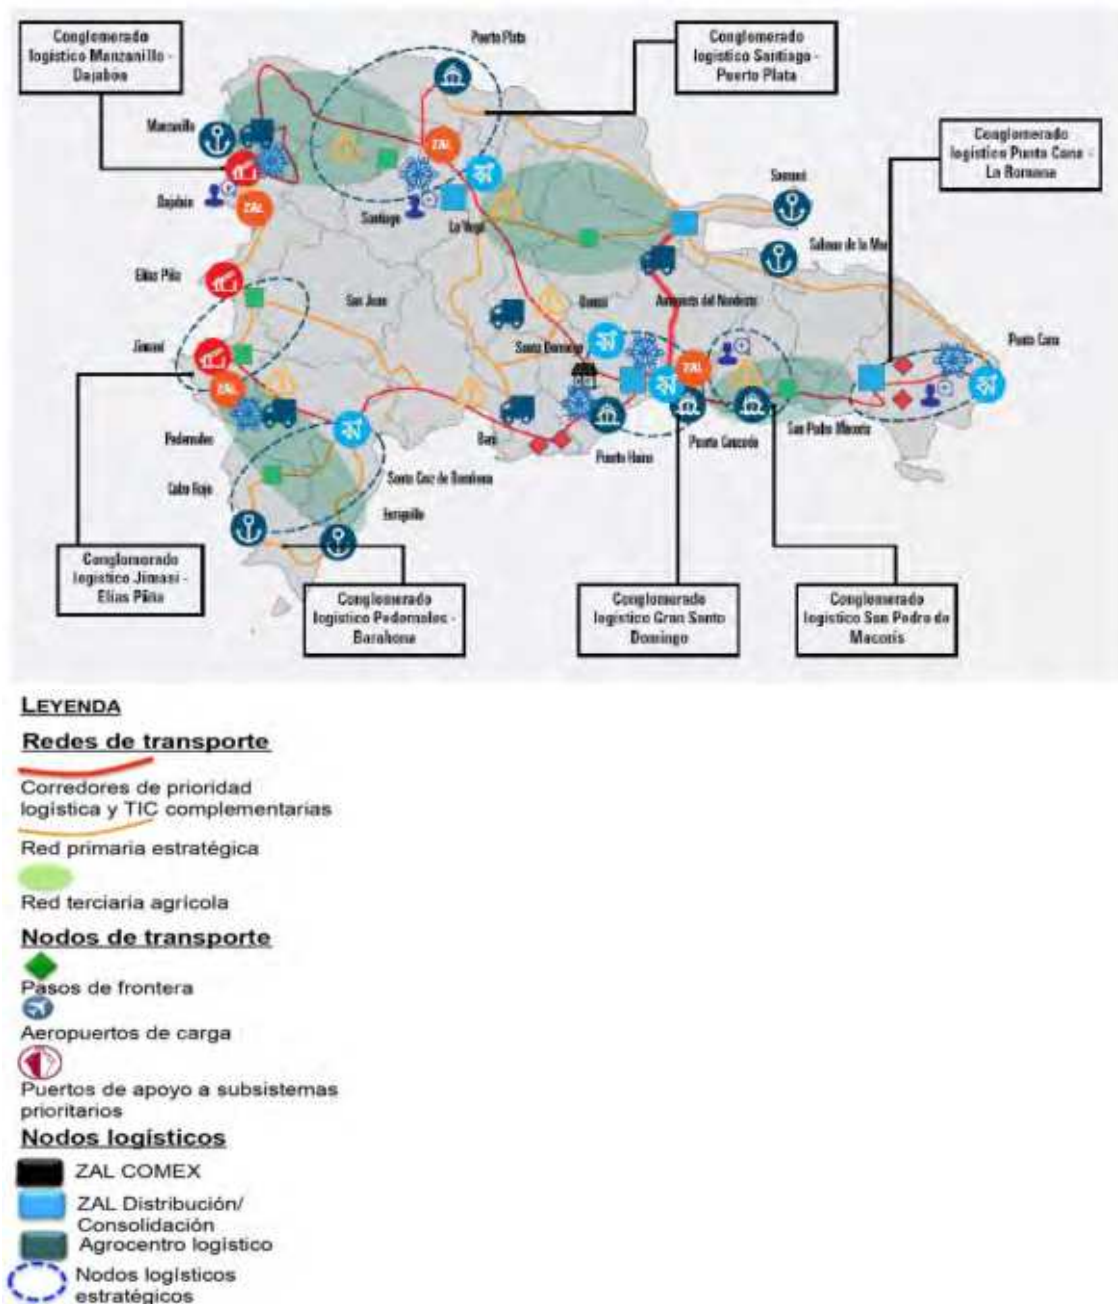 Conglomerado
logístico Manzanillo -
Dajabon
Puerto Plata
Conglomerado
logístico Santiago -
Puerto Plata
Conglomerado
logístico Punta Cana -
La Romana
Manzanillo
ZAL
Samaná
Dajabón
ZAL
Santiago
La Vega
Sabana de la Mar
Elías Piña
San Juan
Bonao
Punta Cana
Jimaní
Santo Domingo
ZAL
ZAL
Pedernales
Baní
Puerto Haina
Punta Caucedo
San Pedro Macorís
Cabo Rojo
Santa Cruz de Barahona
Enriquillo
Conglomerado
logístico Jimaní -
Elías Piña
Conglomerado
logístico Pedernales -
Barahona
Conglomerado
logístico Gran Santo
Domingo
Conglomerado
logístico San Pedro de
Macorís
LEYENDA
Redes de transporte
Corredores de prioridad
logística y TIC complementarias
Red primaria estratégica
Red terciaria agrícola
Nodos de transporte
Pasos de frontera
Aeropuertos de carga
Puertos de apoyo a subsistemas
prioritarios
Nodos logísticos
ZAL COMEX
ZAL Distribución/
Consolidación
Agrocentro logístico
Nodos logísticos
estratégicos